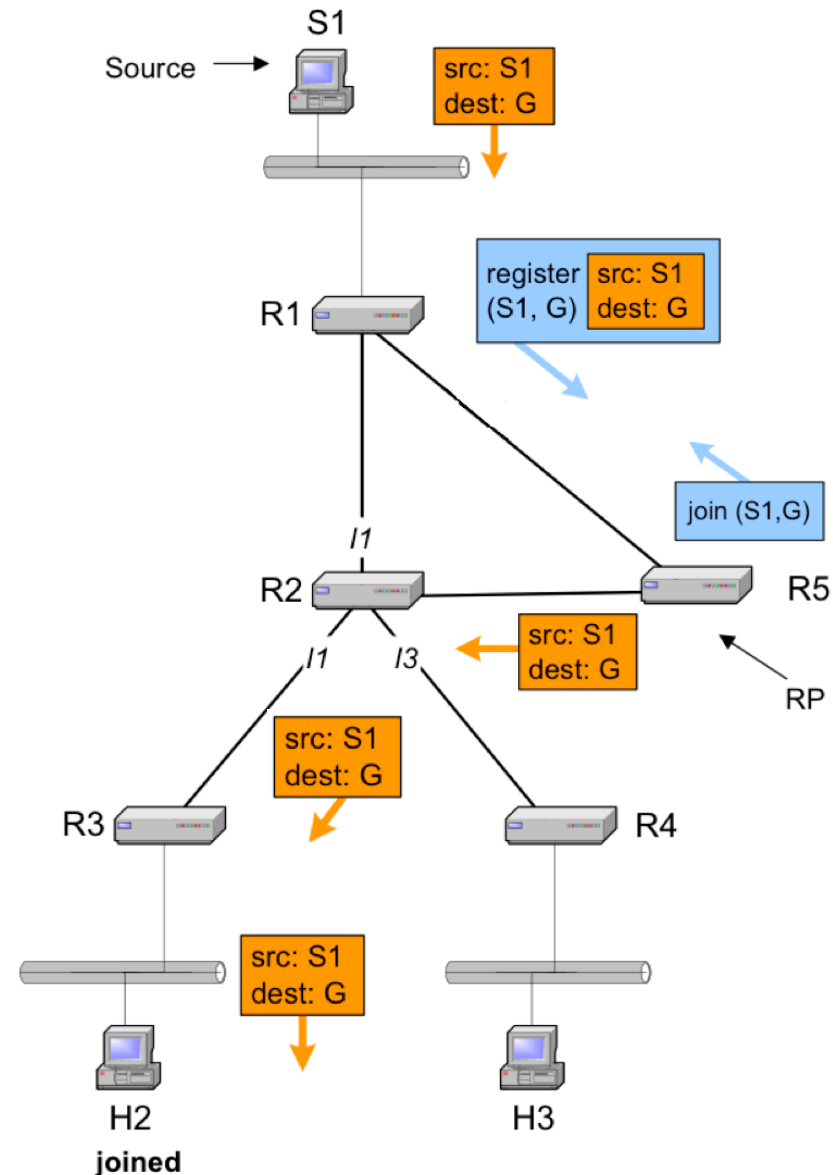 S1
Source
src: S1
dest: G
register
(S1, G)
src: S1
dest: G
R1
join (S1,G)
I1
R2
R5
src: S1
dest: G
I1
I3
RP
src: S1
dest: G
R3
R4
src: S1
dest: G
H2
H3
joined